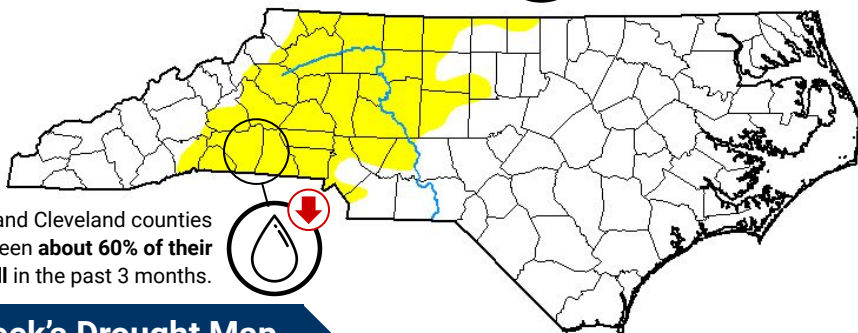 and Cleveland counties
een about 60% of their
ll in the past 3 months.
ek's Drought Map